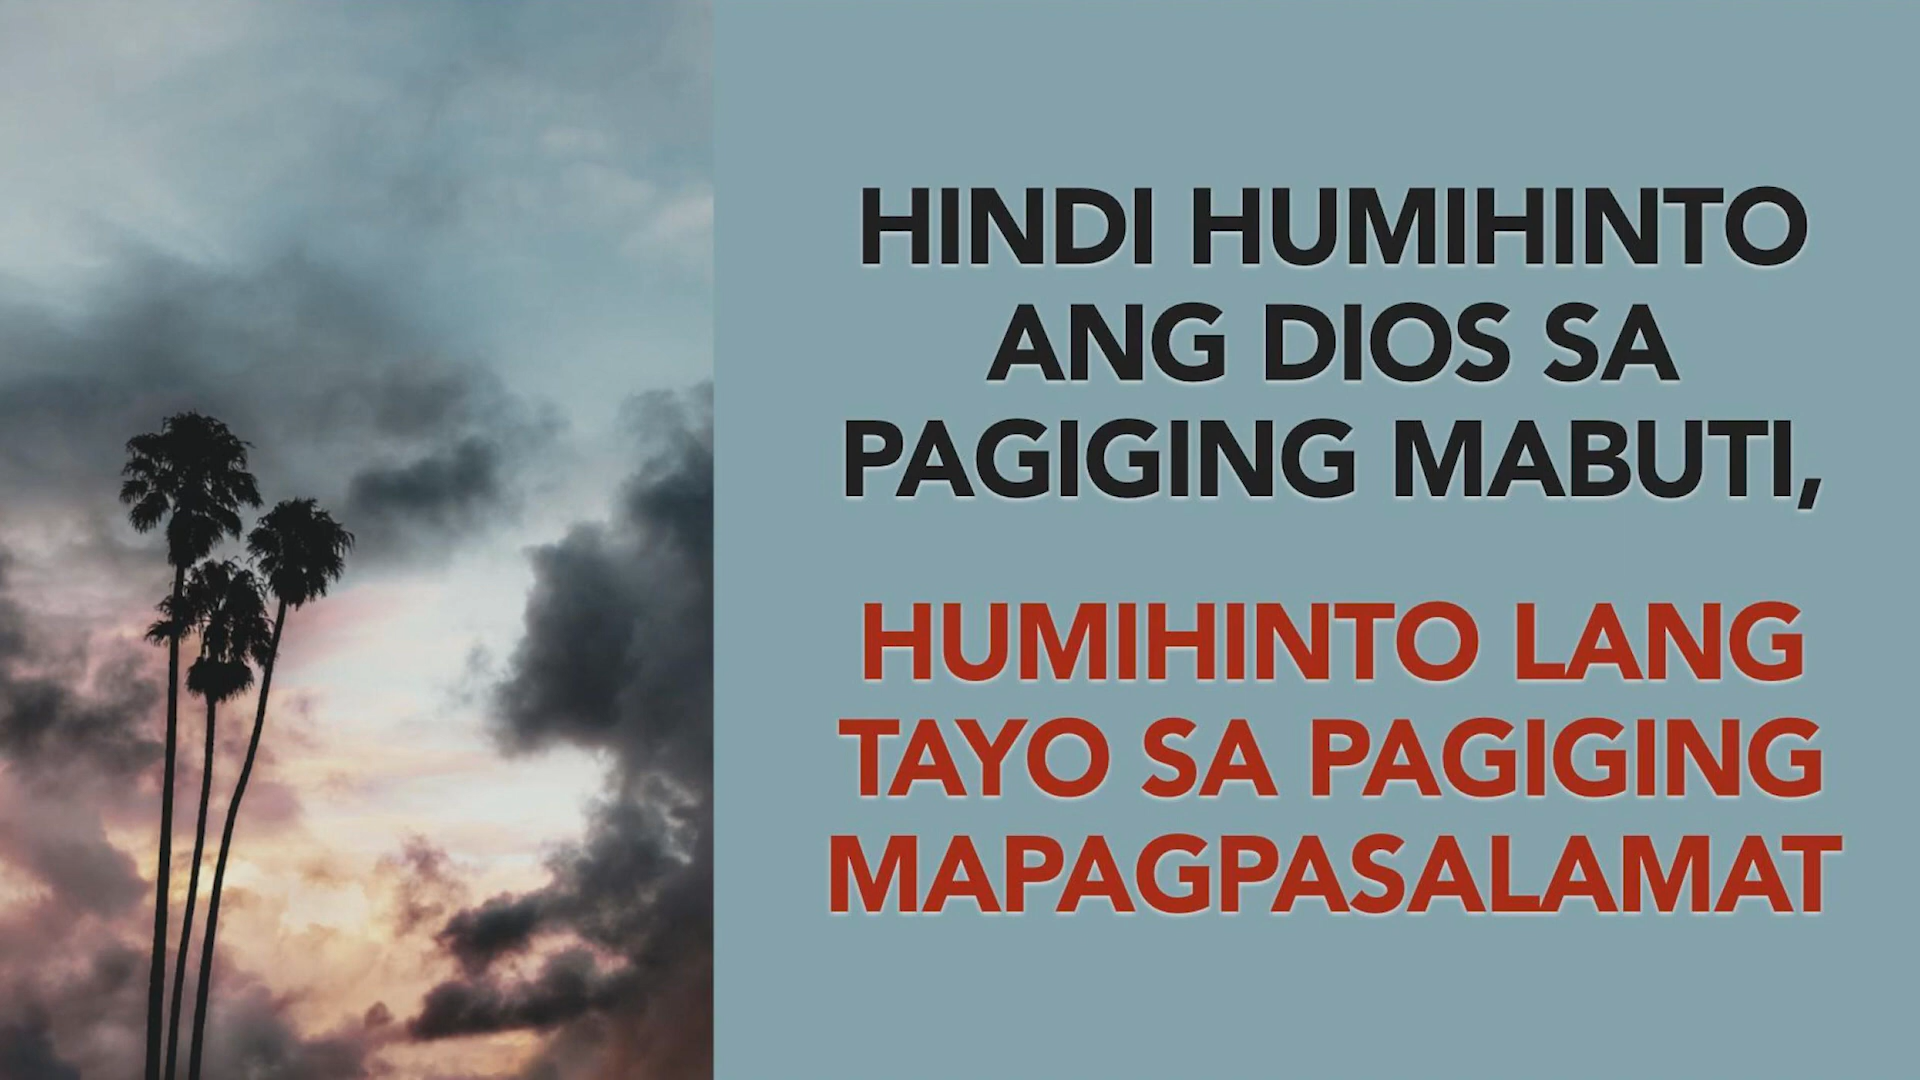 HINDI HUMIHINTO
ANG DIOS SA
PAGIGING MABUTI,
HUMIHINTO LANG
TAYO SA PAGIGING
MAPAGPASALAMAT